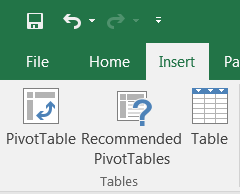 File Home Insert Pa
PivotTable Recommended Table
PivotTables
Tables